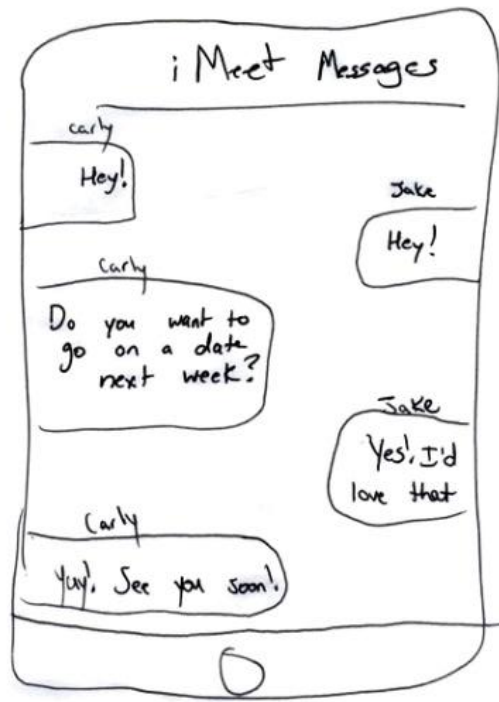 iMeet Messages
Carly
Hey!
Jake
Hey!
Carly
Do you want to
go on a date
next week?
Jake
Yes! I'd
love that
Carly
Yay! See you soon!